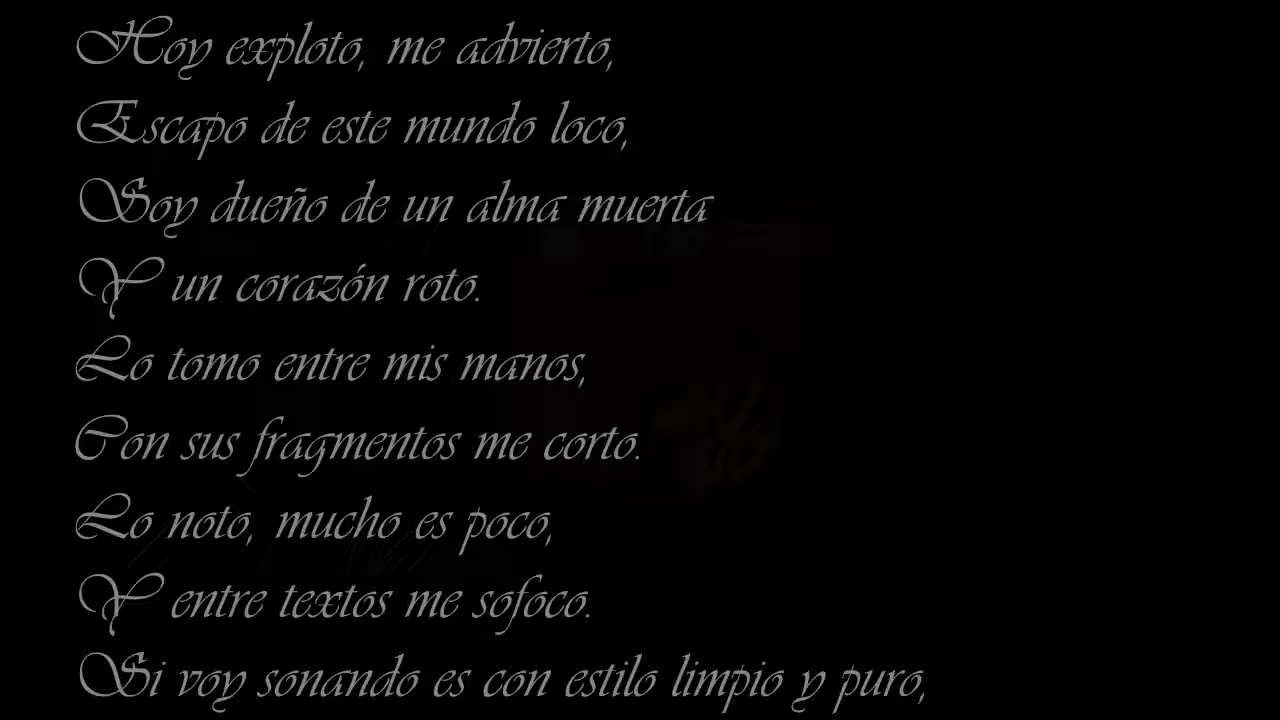 Hoy exploto, me advierto,
Escapo de este mundo loco,
Soy dueño de un alma muerta
Y un corazón roto.
Lo tomo entre mis manos,
Con sus fragmentos me corto.
Lo noto, mucho es poco,
Y entre textos me sofoco.
Si voy sonando es con estilo limpio y puro,